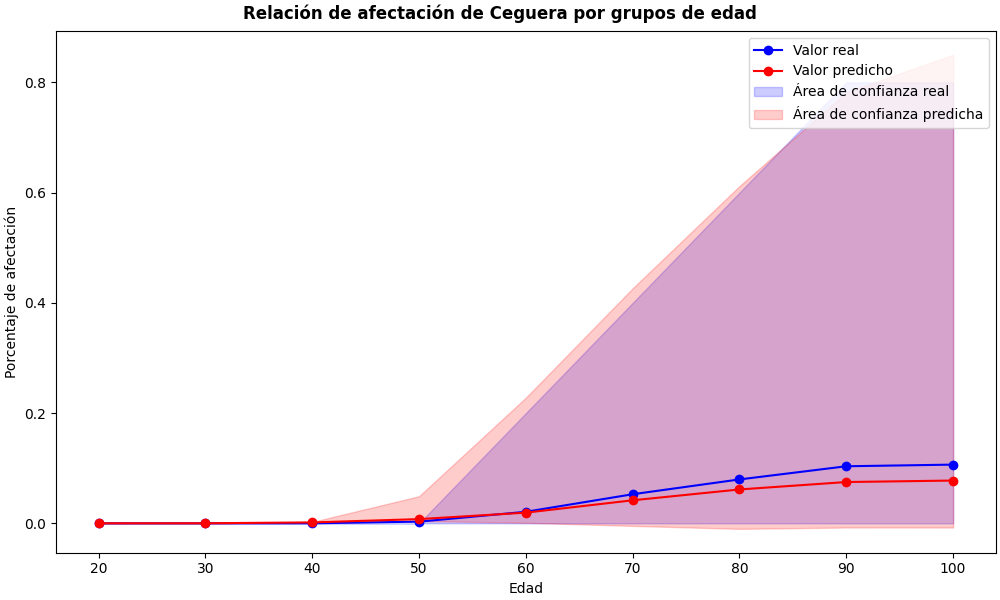 Relación de afectación de Ceguera por grupos de edad
Valor real
Valor predicho
Área de confianza real
Área de confianza predicha
Porcentaje de afectación
0.8
0.6
0.4
0.2
0.0
20 30 40 50 60 70 80 90 100
Edad